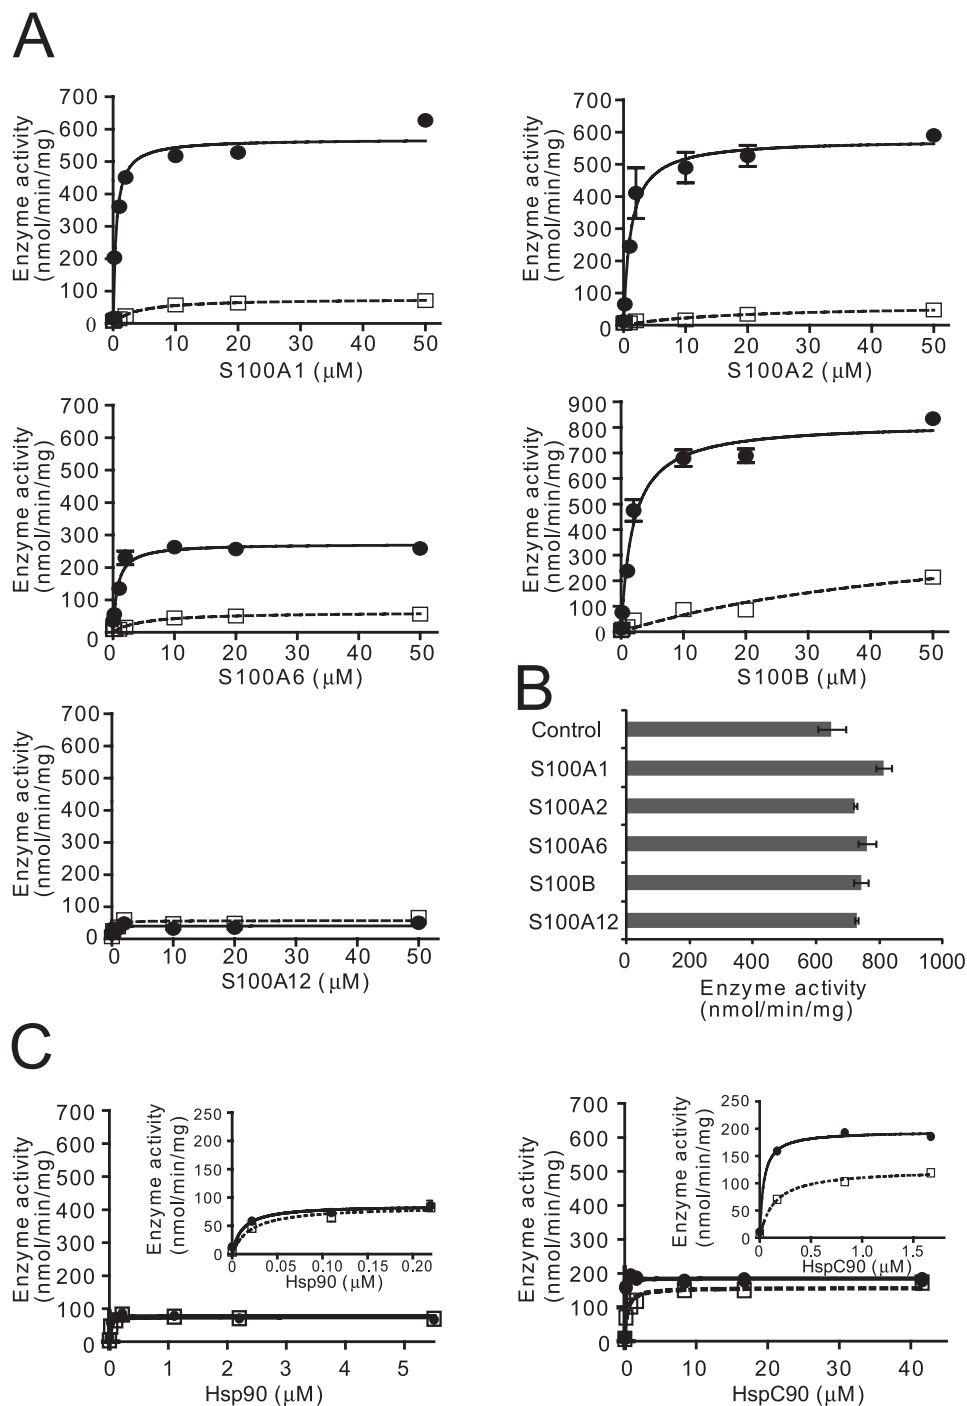 A
Enzyme activity
(nmol/min/mg)
700
600
500
400
300
200
100
0
0 10 20 30 40 50
S100A1 (μM)
Enzyme activity
(nmol/min/mg)
700
600
500
400
300
200
100
0
0 10 20 30 40 50
S100A2 (μM)
Enzyme activity
(nmol/min/mg)
700
600
500
400
300
200
100
0
0 10 20 30 40 50
S100A6 (μM)
Enzyme activity
(nmol/min/mg)
900
800
700
600
500
400
300
200
100
0
0 10 20 30 40 50
S100B (μM)
Enzyme activity
(nmol/min/mg)
700
600
500
400
300
200
100
0
0 10 20 30 40 50
S100A12 (μM)
B
Control
S100A1
S100A2
S100A6
S100B
S100A12
0 200 400 600 800 1000
Enzyme activity
(nmol/min/mg)
C
Enzyme activity
(nmol/min/mg)
700
600
500
400
300
200
100
0
0 1 2 3 4 5
Hsp90 (μM)
Enzyme activity
(nmol/min/mg)
250
200
150
100
50
0
0 0.05 0.10 0.15 0.20
Hsp90 (μM)
Enzyme activity
(nmol/min/mg)
700
600
500
400
300
200
100
0
0 10 20 30 40
HspC90 (μM)
Enzyme activity
(nmol/min/mg)
250
200
150
100
50
0
0 0.5 1.0 1.5
HspC90 (μM)